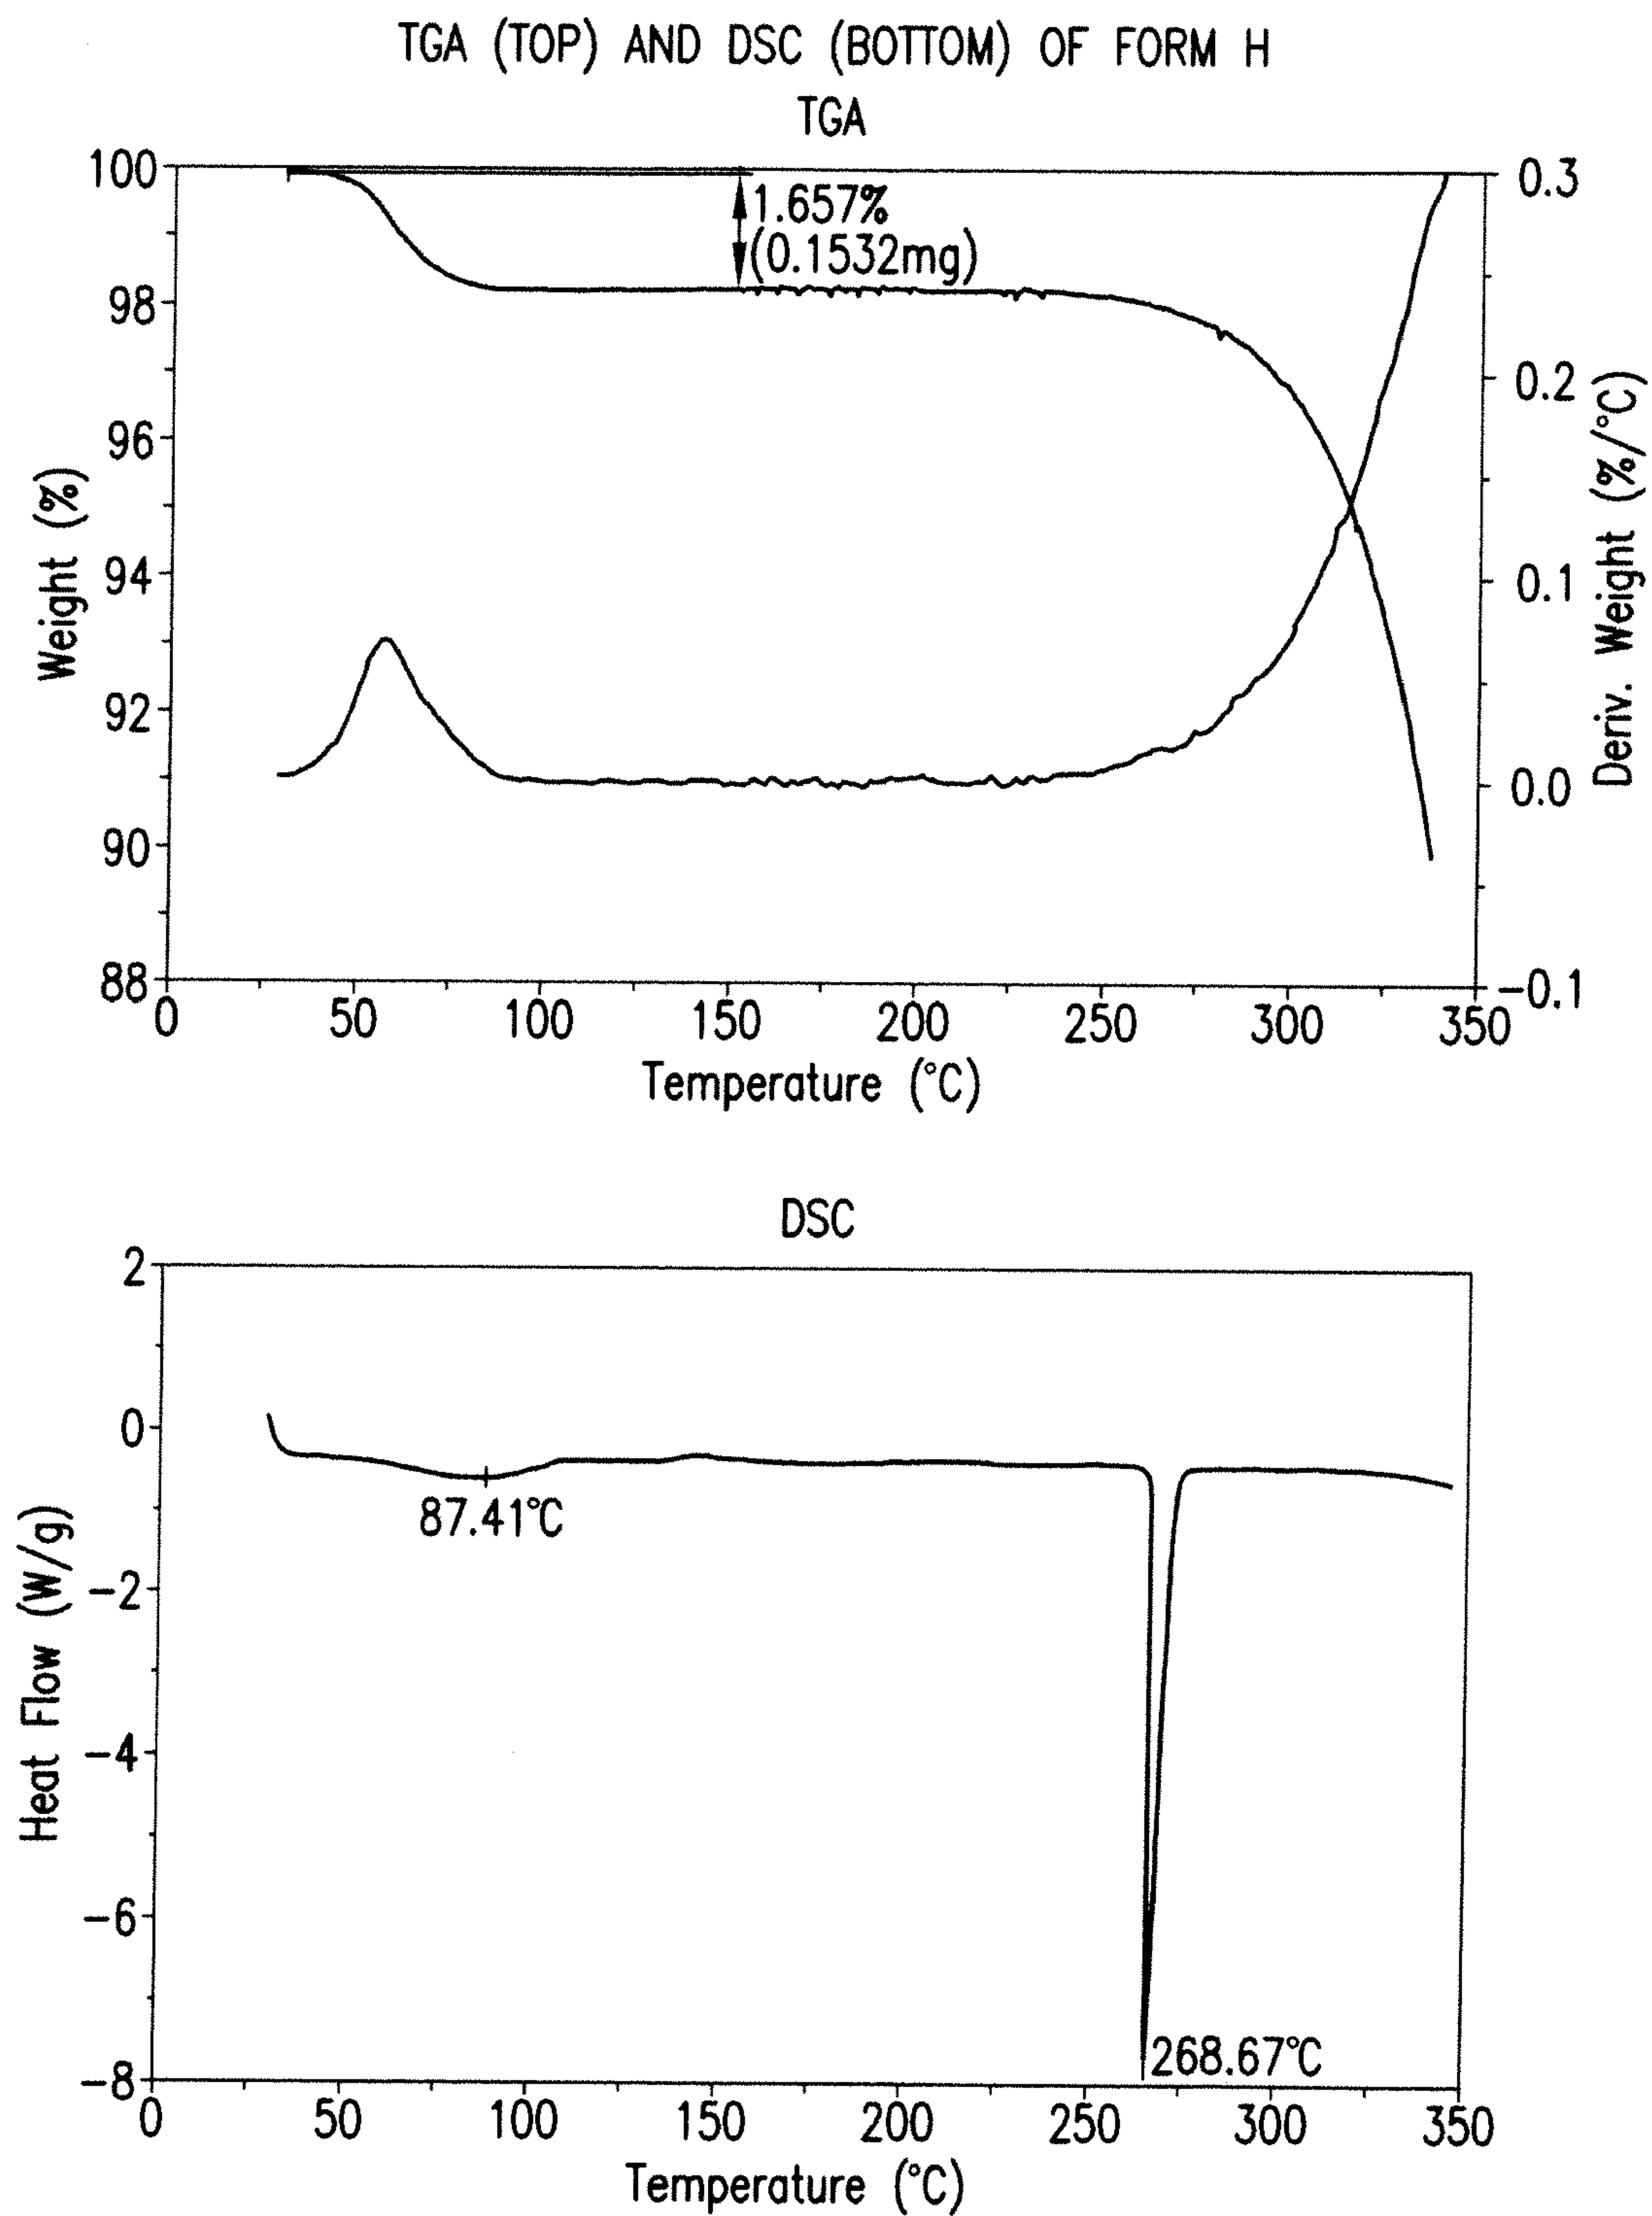 TGA (TOP) AND DSC (BOTTOM) OF FORM H
TGA
100
98
96
94
92
90
88
Weight (%)
1.657%
(0.1532mg)
0.3
0.2
0.1
0.0
-0.1
Deriv. Weight (%/°C)
0 50 100 150 200 250 300 350
Temperature (°C)
DSC
2
0
-2
-4
-6
-8
Heat Flow (W/g)
87.41°C
268.67°C
0 50 100 150 200 250 300 350
Temperature (°C)